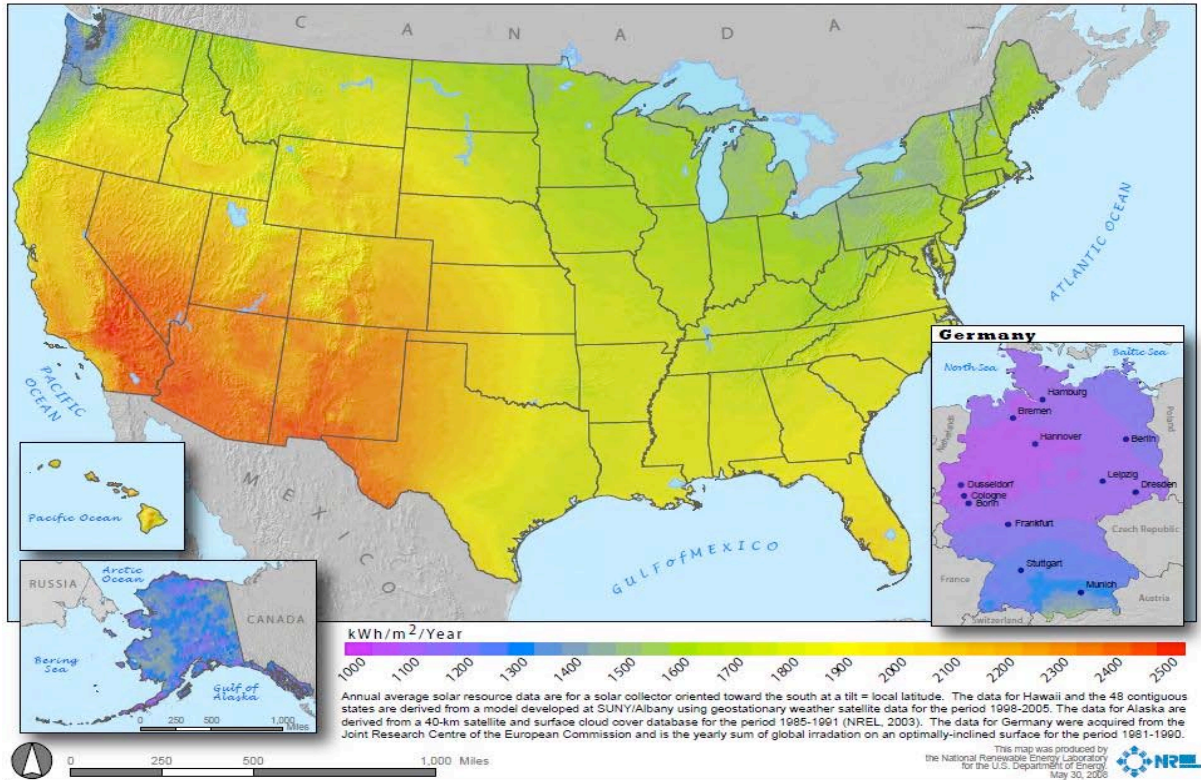 C A N A D A
Germany
Baltic Sea
North Sea
Hamburg
Bremen
Poland
Netherlands
Hannover
Berlin
Leipzig
Dusseldorf
Dresden
Cologne
Bonn
Frankfurt
Czech Republic
Stuttgart
France
Munich
Austria
Switzerland
ATLANTIC OCEAN
PACIFIC
OCEAN
MEXICO
Gulf of MEXICO
Pacific Ocean
Arctic
Ocean
RUSSIA
CANADA
Bering
Sea
Gulf of
Alaska
0 250 500 1,000
Miles
kWh/m²/Year
1000 1100 1200 1300 1400 1500 1600 1700 1800 1900 2000 2100 2200 2300 2400 2500
Annual average solar resource data are for a solar collector oriented toward the south at a tilt = local latitude. The data for Hawaii and the 48 contiguous
states are derived from a model developed at SUNY/Albany using geostationary weather satellite data for the period 1998-2005. The data for Alaska are
derived from a 40-km satellite and surface cloud cover database for the period 1985-1991 (NREL, 2003). The data for Germany were acquired from the
Joint Research Centre of the European Commission and is the yearly sum of global irradiation on an optimally-inclined surface for the period 1981-1990.
0 250 500 1,000 Miles
This map was produced by
the National Renewable Energy Laboratory
for the U.S. Department of Energy.
May 30, 2008
NREL